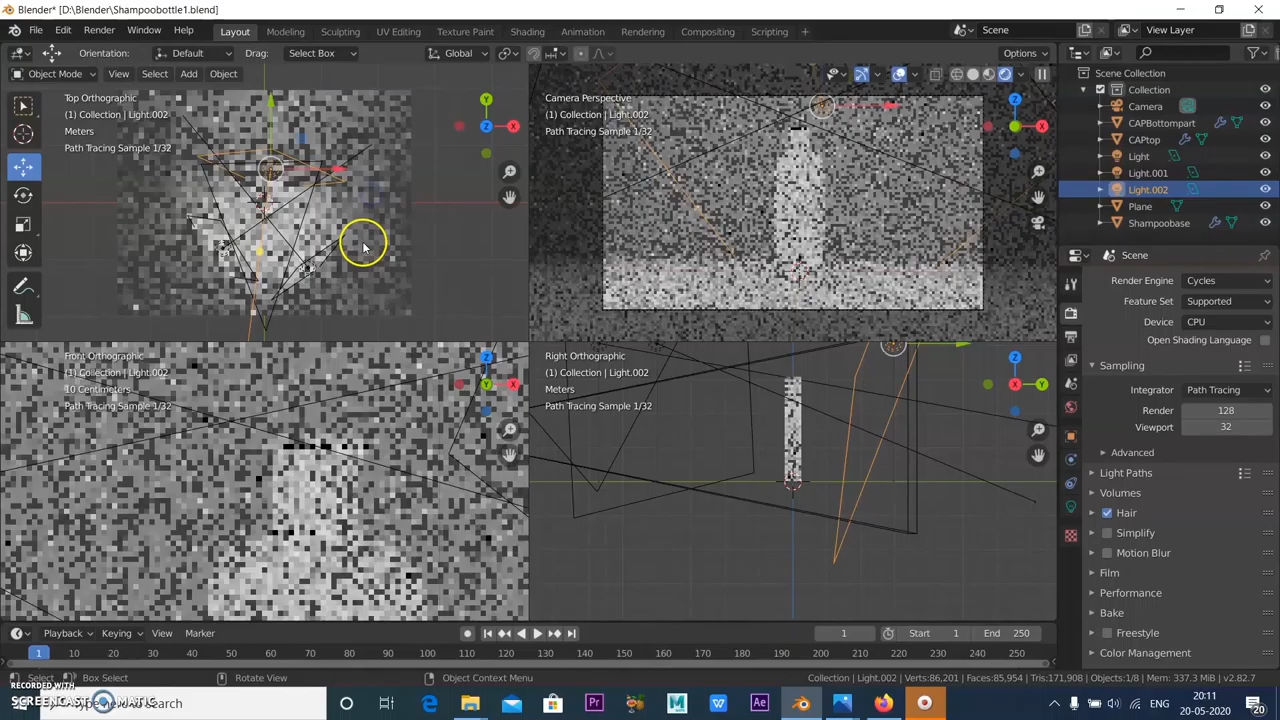 Blender* [D:\Blender\Shampoobottle1.blend]
File Edit Render Window Help Layout Modeling Sculpting UV Editing Texture Paint Shading Animation Rendering Compositing Scripting + Scene View Layer
Orientation: Default Drag: Select Box Global Options
Object Mode View Select Add Object
Scene Collection
Collection
Camera
CAPBottompart
CAPtop
Light
Light.001
Light.002
Plane
Shampoobase
Top Orthographic
(1) Collection | Light.002
Meters
Path Tracing Sample 1/32
Y
Z
X
Camera Perspective
(1) Collection | Light.002
Path Tracing Sample 1/32
Z
Y
X
Front Orthographic
(1) Collection | Light.002
10 Centimeters
Path Tracing Sample 1/32
Z
Y
X
Right Orthographic
(1) Collection | Light.002
Meters
Path Tracing Sample 1/32
Z
X
Y
Scene
Render Engine Cycles
Feature Set Supported
Device CPU
Open Shading Language
Sampling
Integrator Path Tracing
Render 128
Viewport 32
Advanced
Light Paths
Volumes
Hair
Simplify
Motion Blur
Film
Performance
Bake
Freestyle
Color Management
Playback Keying View Marker 1 Start 1 End 250
1 10 20 30 40 50 60 70 80 90 100 110 120 130 140 150 160 170 180 190 200 210 220 230 240 250
Select Box Select Rotate View Object Context Menu Collection | Light.002 | Verts:86,201 | Faces:85,954 | Tris:171,908 | Objects:1/8 | Mem: 337.3 MiB | v2.82.7
RECORDED WITH
SCREENCAST MATIC
here to search
Pr
M
W
Ae
ENG
20:11
20-05-2020
20